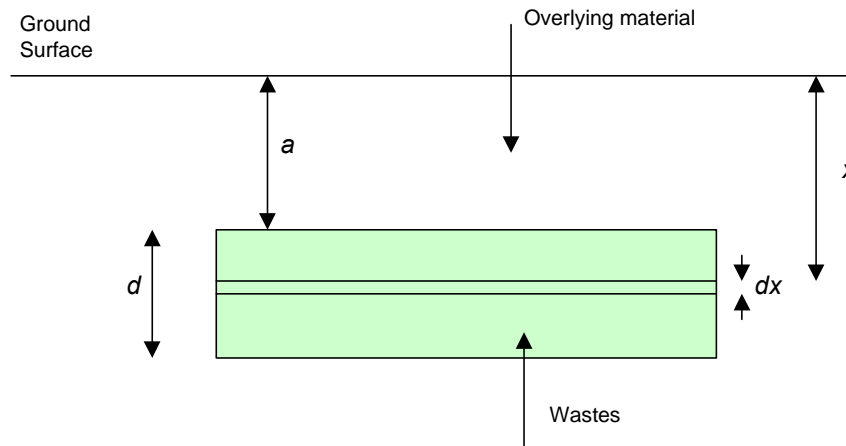 Ground
Surface
Overlying material
a
x
d
dx
Wastes